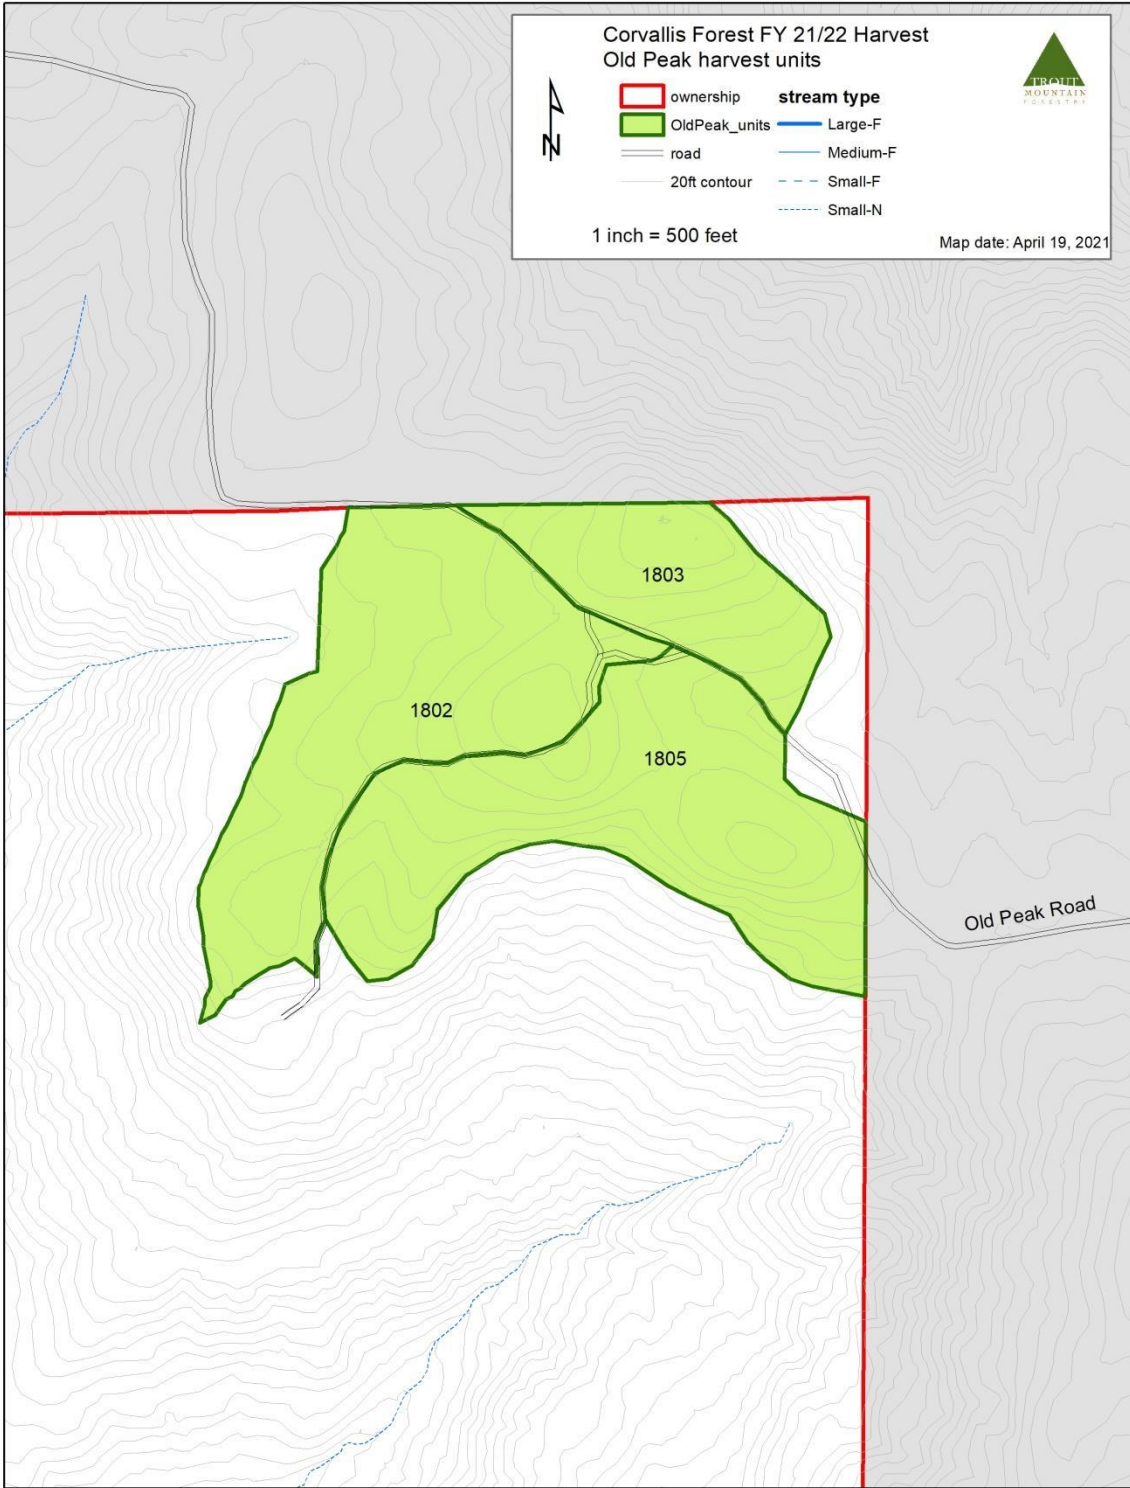 Corvallis Forest FY 21/22 Harvest
Old Peak harvest units
TROUT
MOUNTAIN
FORESTRY
N
ownership
OldPeak_units
road
20ft contour
stream type
Large-F
Medium-F
Small-F
Small-N
1 inch = 500 feet
Map date: April 19, 2021
1803
1802
1805
Old Peak Road